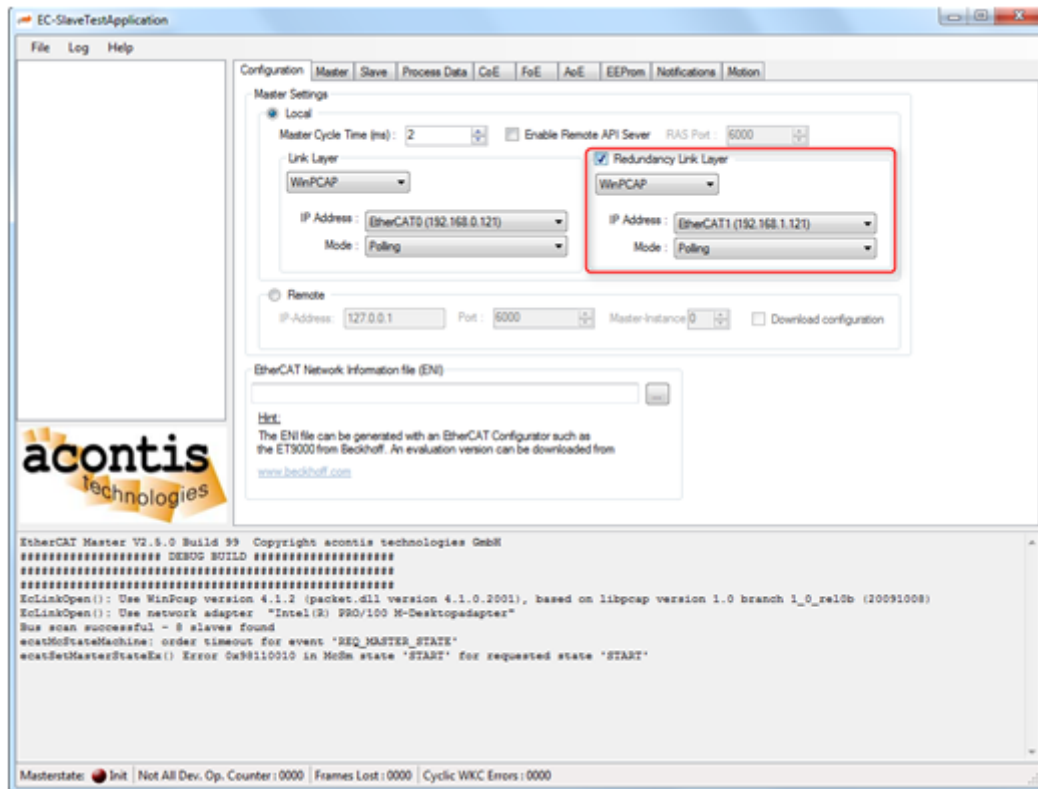 EC-SlaveTestApplication
File Log Help
Configuration Master Slave Process Data CoE FoE AoE EEProm Notifications Motion
Master Settings
Local
Master Cycle Time (ms) : 2 Enable Remote API Sever RAS Port : 6000
Link Layer
WinPCAP
IP Address : EtherCAT0 (192.168.0.121)
Mode : Polling
Redundancy Link Layer
WinPCAP
IP Address : EtherCAT1 (192.168.1.121)
Mode : Polling
Remote
IP-Address: 127.0.0.1 Port : 6000 Master-Instance 0 Download configuration
EtherCAT Network Information file (ENI)
...
Hint:
The ENI file can be generated with an EtherCAT Configurator such as
the ET9000 from Beckhoff. An evaluation version can be downloaded from
www.beckhoff.com
acontis
technologies
EtherCAT Master V2.5.0 Build 99 Copyright acontis technologies GmbH
##################### DEBUG BUILD #####################
#######################################################
#######################################################
EcLinkOpen(): Use WinPcap version 4.1.2 (packet.dll version 4.1.0.2001), based on libpcap version 1.0 branch 1_0_rel0b (20091008)
EcLinkOpen(): Use network adapter "Intel(R) PRO/100 M-Desktopadapter"
Bus scan successful - 8 slaves found
ecatMcStateMachine: order timeout for event 'REQ_MASTER_STATE'
ecatSetMasterStateEx() Error 0x98110010 in McSm state 'START' for requested state 'START'
Masterstate: Init Not All Dev. Op. Counter : 0000 Frames Lost : 0000 Cyclic WKC Errors : 0000